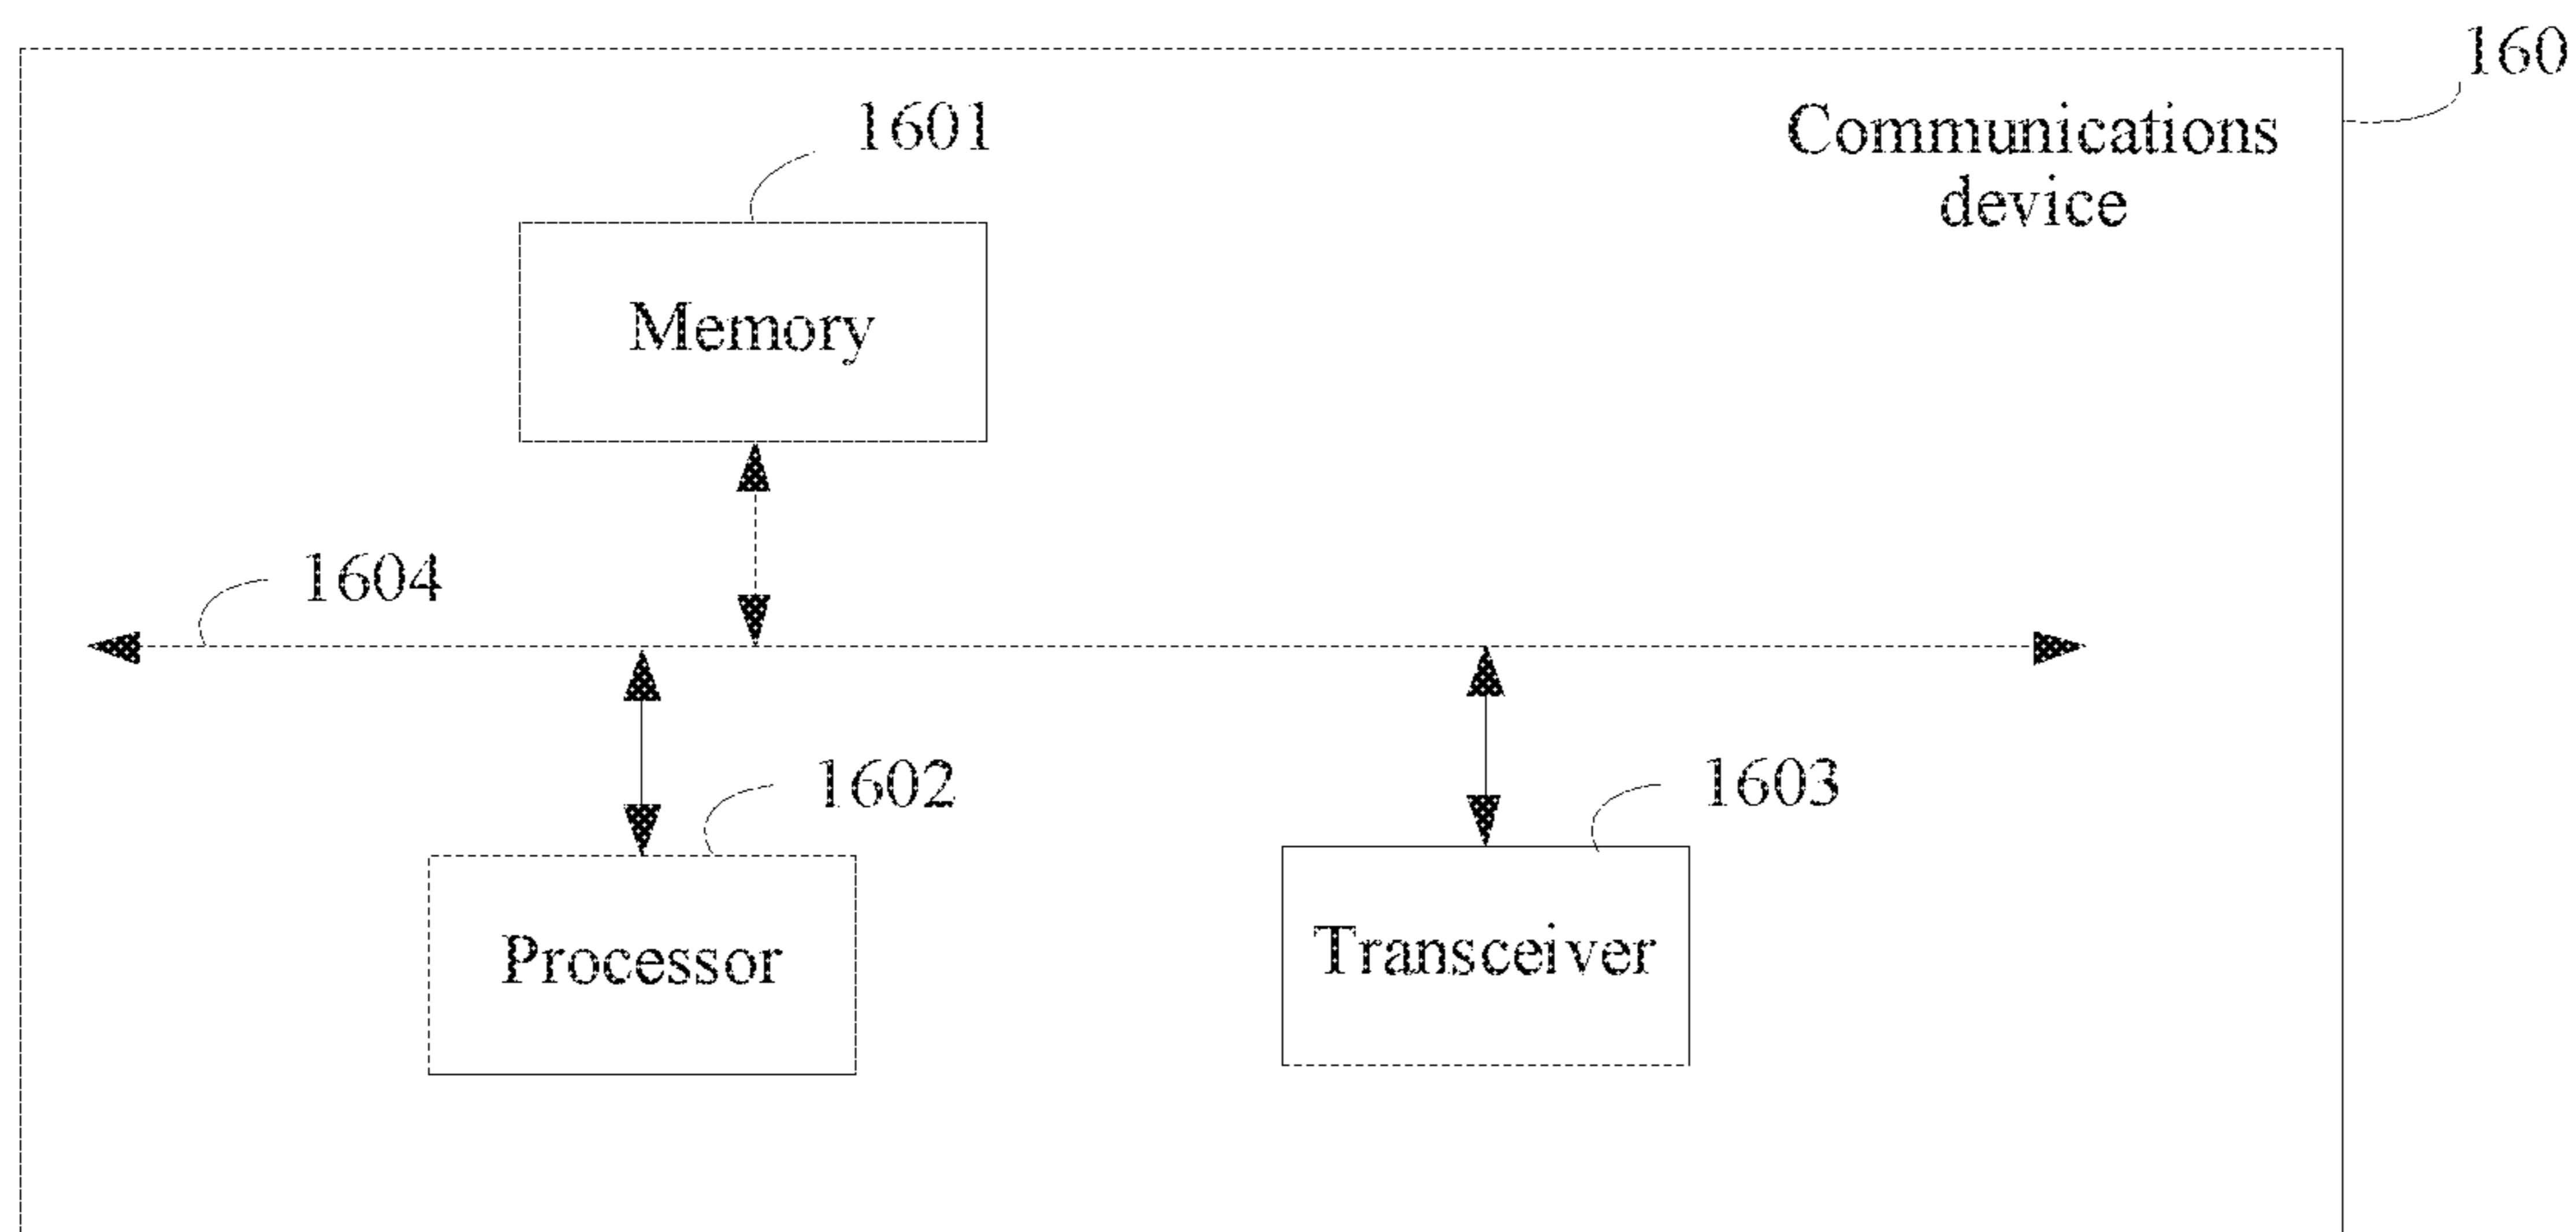 160
Communications
device
1601
Memory
1604
1602
1603
Processor
Transceiver